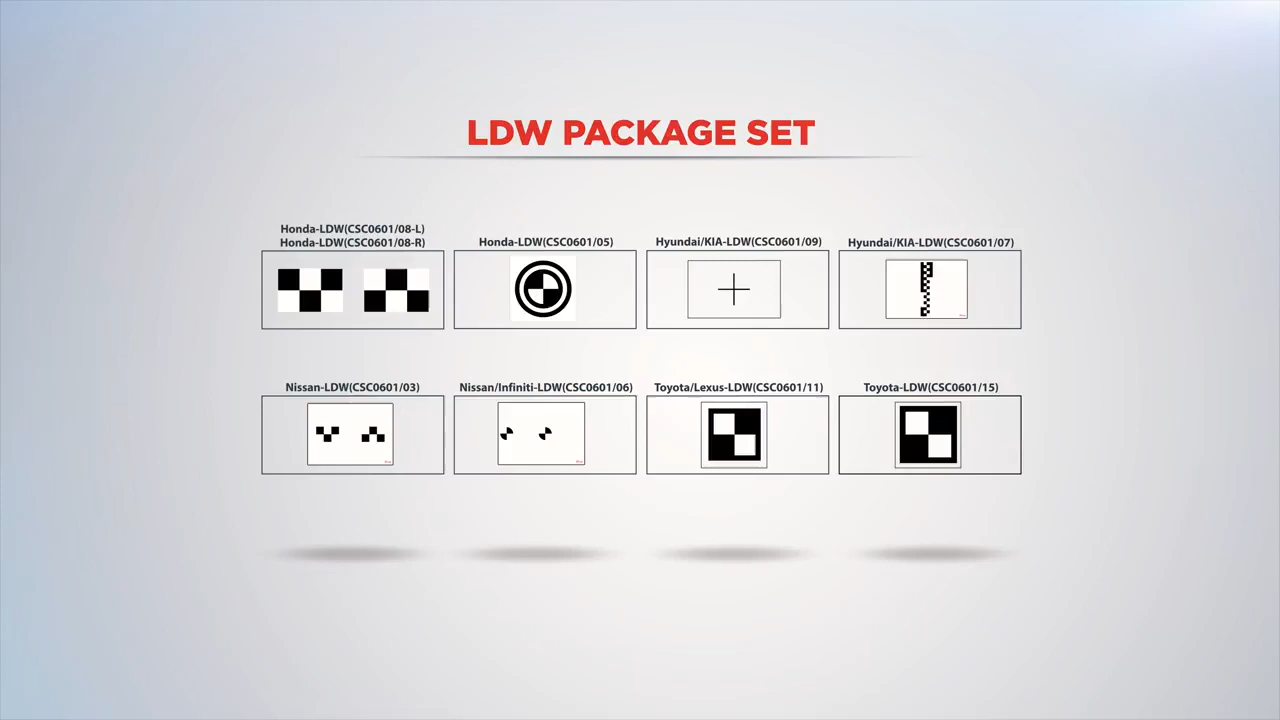 LDW PACKAGE SET
Honda-LDW(CSC0601/08-L)
Honda-LDW(CSC0601/08-R)
Honda-LDW(CSC0601/05)
Hyundai/KIA-LDW(CSC0601/09)
Hyundai/KIA-LDW(CSC0601/07)
Nissan-LDW(CSC0601/03)
Nissan/Infiniti-LDW(CSC0601/06)
Toyota/Lexus-LDW(CSC0601/11)
Toyota-LDW(CSC0601/15)